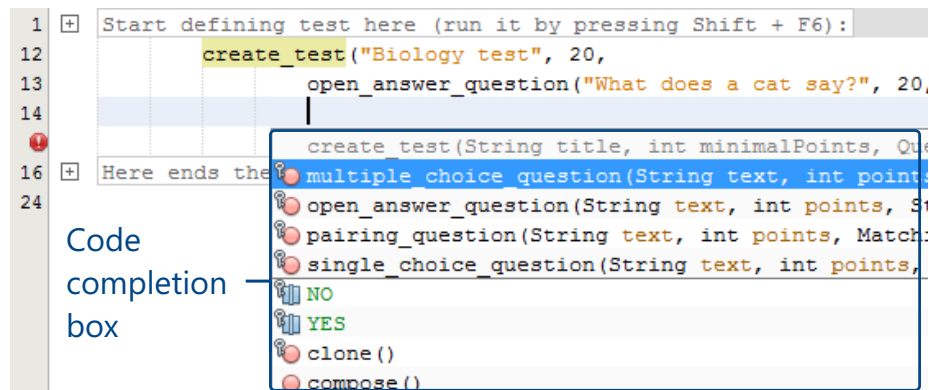 1 Start defining test here (run it by pressing Shift + F6):
12 create_test("Biology test", 20,
13 open_answer_question("What does a cat say?", 20,
14
create_test(String title, int minimalPoints, Que
16 Here ends the
multiple_choice_question(String text, int points
24
open_answer_question(String text, int points, St
pairing_question(String text, int points, Matchi
single_choice_question(String text, int points,
NO
YES
clone()
compose()
Code
completion
box